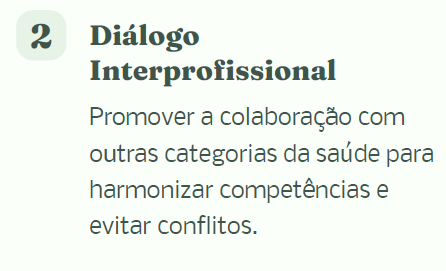 2
Diálogo
Interprofissional
Promover a colaboração com
outras categorias da saúde para
harmonizar competências e
evitar conflitos.